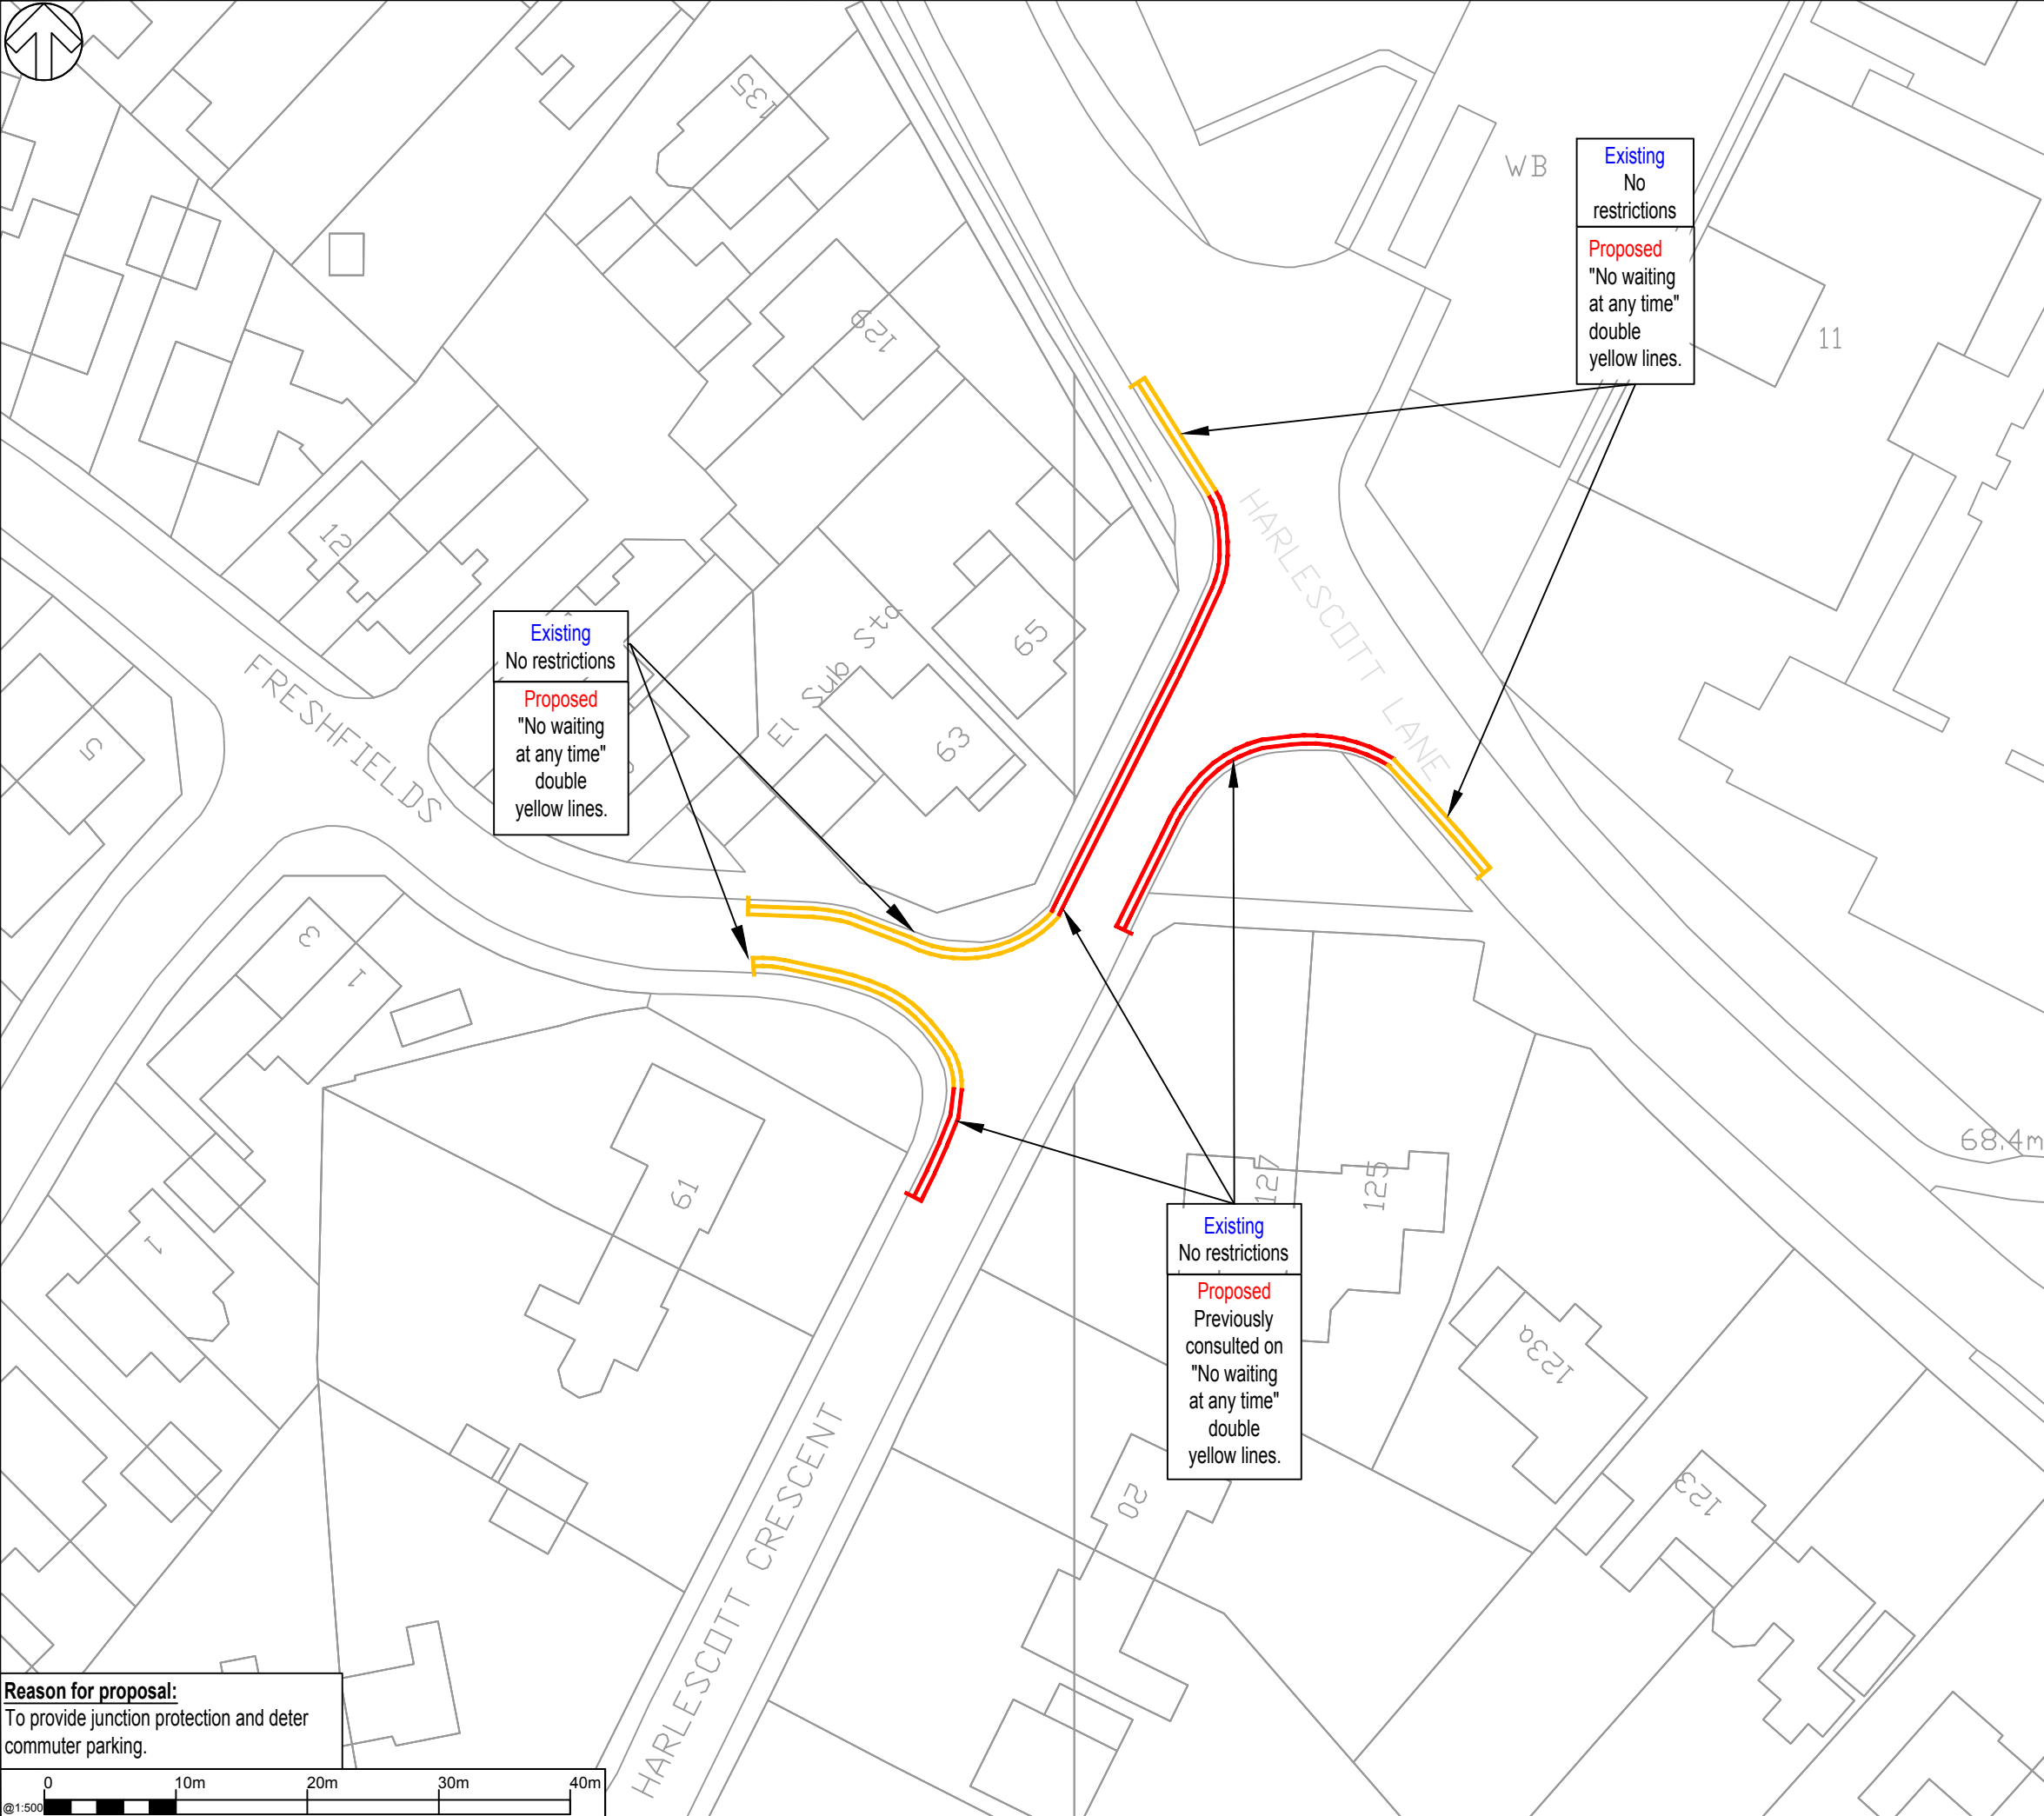 135
WB
Existing
No
restrictions
Proposed
"No waiting
at any time"
double
yellow lines.
11
129
HARLESCOTT LANE
12
Existing
No restrictions
Proposed
"No waiting
at any time"
double
yellow lines.
El Sub Sta
65
63
FRESHFIELDS
5
3
1
61
1
68.4m
127
125
Existing
No restrictions
Proposed
Previously
consulted on
"No waiting
at any time"
double
yellow lines.
123a
123
20
HARLESCOTT CRESCENT
Reason for proposal:
To provide junction protection and deter
commuter parking.
0 10m 20m 30m 40m
@1:500